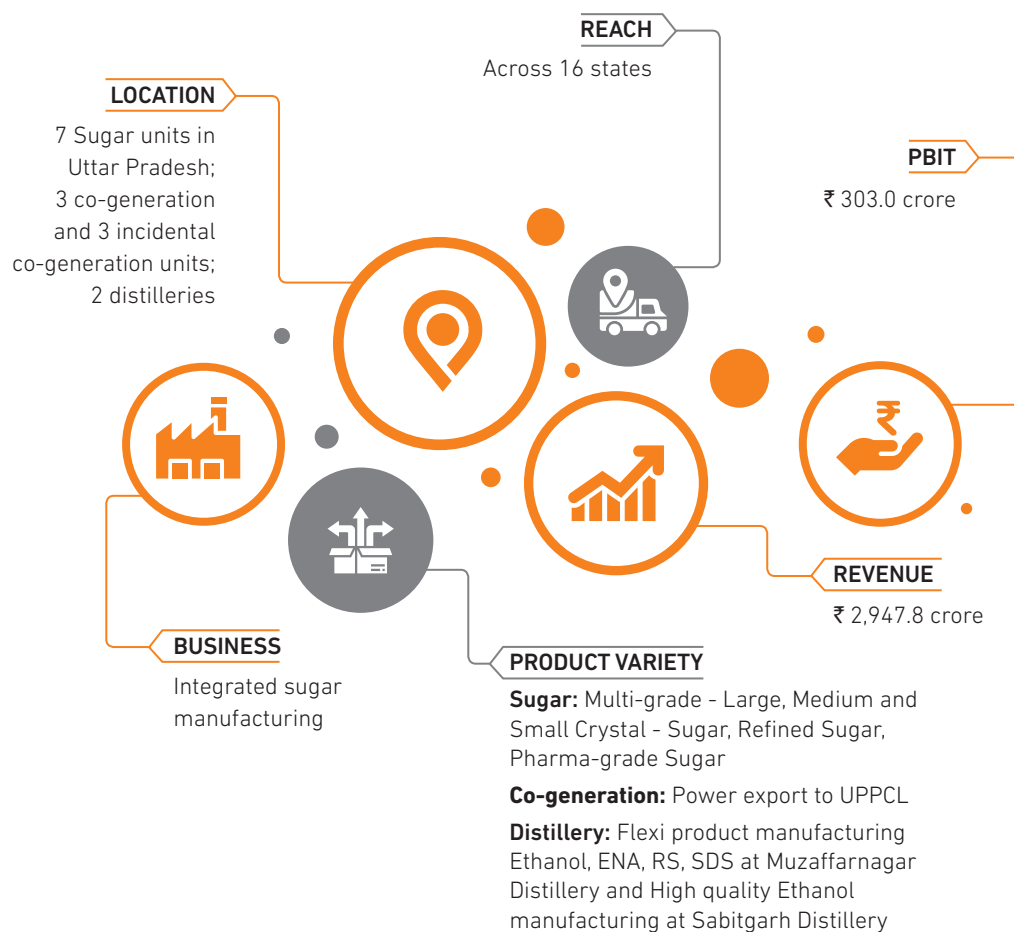 REACH
Across 16 states
LOCATION
7 Sugar units in
Uttar Pradesh;
3 co-generation
and 3 incidental
co-generation units;
2 distilleries
PBIT
₹ 303.0 crore
₹
REVENUE
₹ 2,947.8 crore
BUSINESS
Integrated sugar
manufacturing
PRODUCT VARIETY
Sugar: Multi-grade - Large, Medium and
Small Crystal - Sugar, Refined Sugar,
Pharma-grade Sugar
Co-generation: Power export to UPPCL
Distillery: Flexi product manufacturing
Ethanol, ENA, RS, SDS at Muzaffarnagar
Distillery and High quality Ethanol
manufacturing at Sabitgarh Distillery